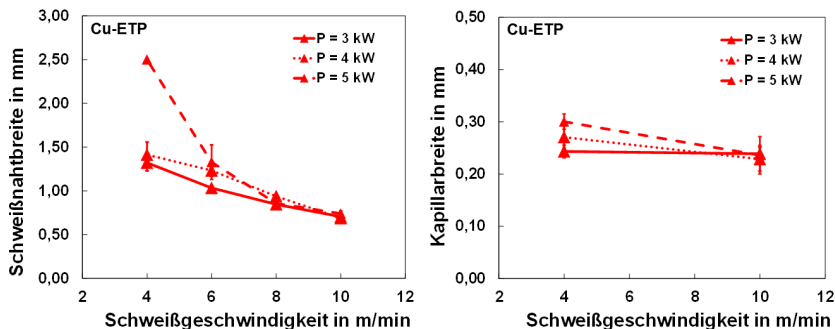 Cu-ETP
P = 3 kW
P = 4 kW
P = 5 kW
Schweißnahtbreite in mm
3,00
2,50
2,00
1,50
1,00
0,50
0,00
2 4 6 8 10 12
Schweißgeschwindigkeit in m/min
Cu-ETP
P = 3 kW
P = 4 kW
P = 5 kW
Kapillarbreite in mm
0,50
0,40
0,30
0,20
0,10
0,00
2 4 6 8 10 12
Schweißgeschwindigkeit in m/min